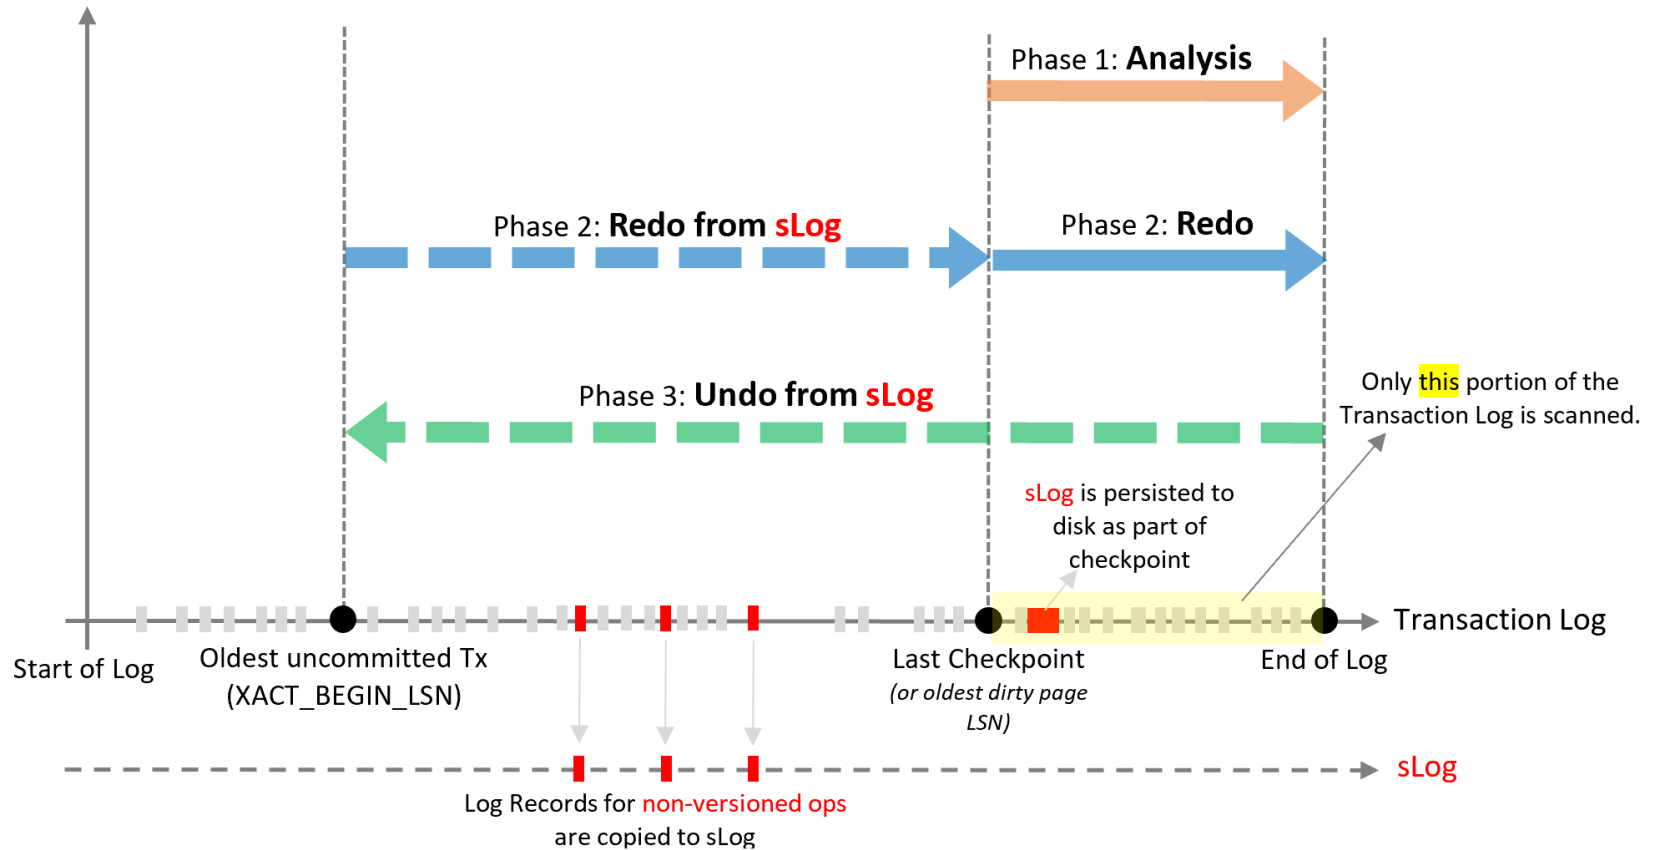 Phase 1: Analysis
Phase 2: Redo from sLog
Phase 2: Redo
Phase 3: Undo from sLog
Only this portion of the
Transaction Log is scanned.
sLog is persisted to
disk as part of
checkpoint
Transaction Log
Start of Log
Oldest uncommitted Tx
(XACT_BEGIN_LSN)
Last Checkpoint
(or oldest dirty page
LSN)
End of Log
sLog
Log Records for non-versioned ops
are copied to sLog